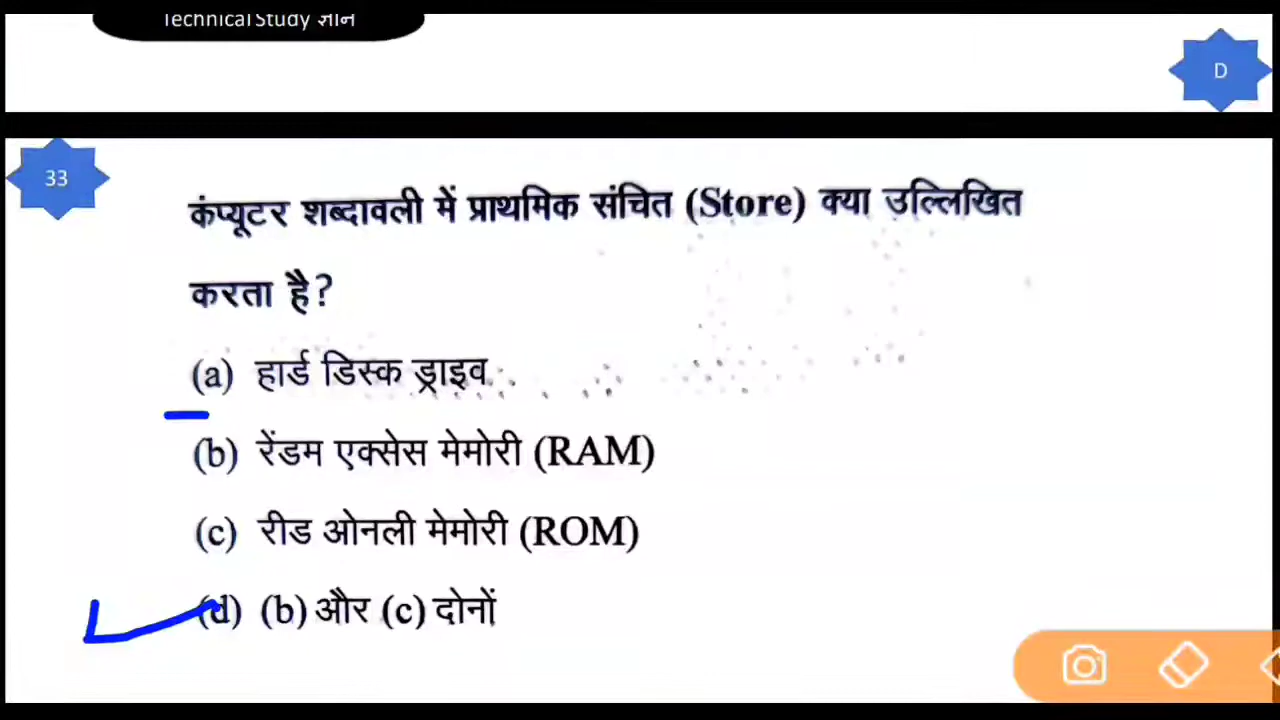 Technical Study ज्ञान
D
33
कंप्यूटर शब्दावली में प्राथमिक संचित (Store) क्या उल्लिखित
करता है?
(a) हार्ड डिस्क ड्राइव
(b) रेंडम एक्सेस मेमोरी (RAM)
(c) रीड ओनली मेमोरी (ROM)
(d) (b) और (c) दोनों